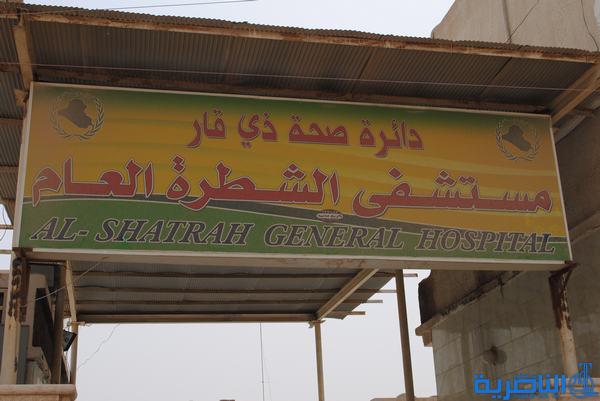 دائرة صحة ذي قار
مستشفى الشطرة العام
AL- SHATRAH GENERAL HOSPITAL
الناصرية